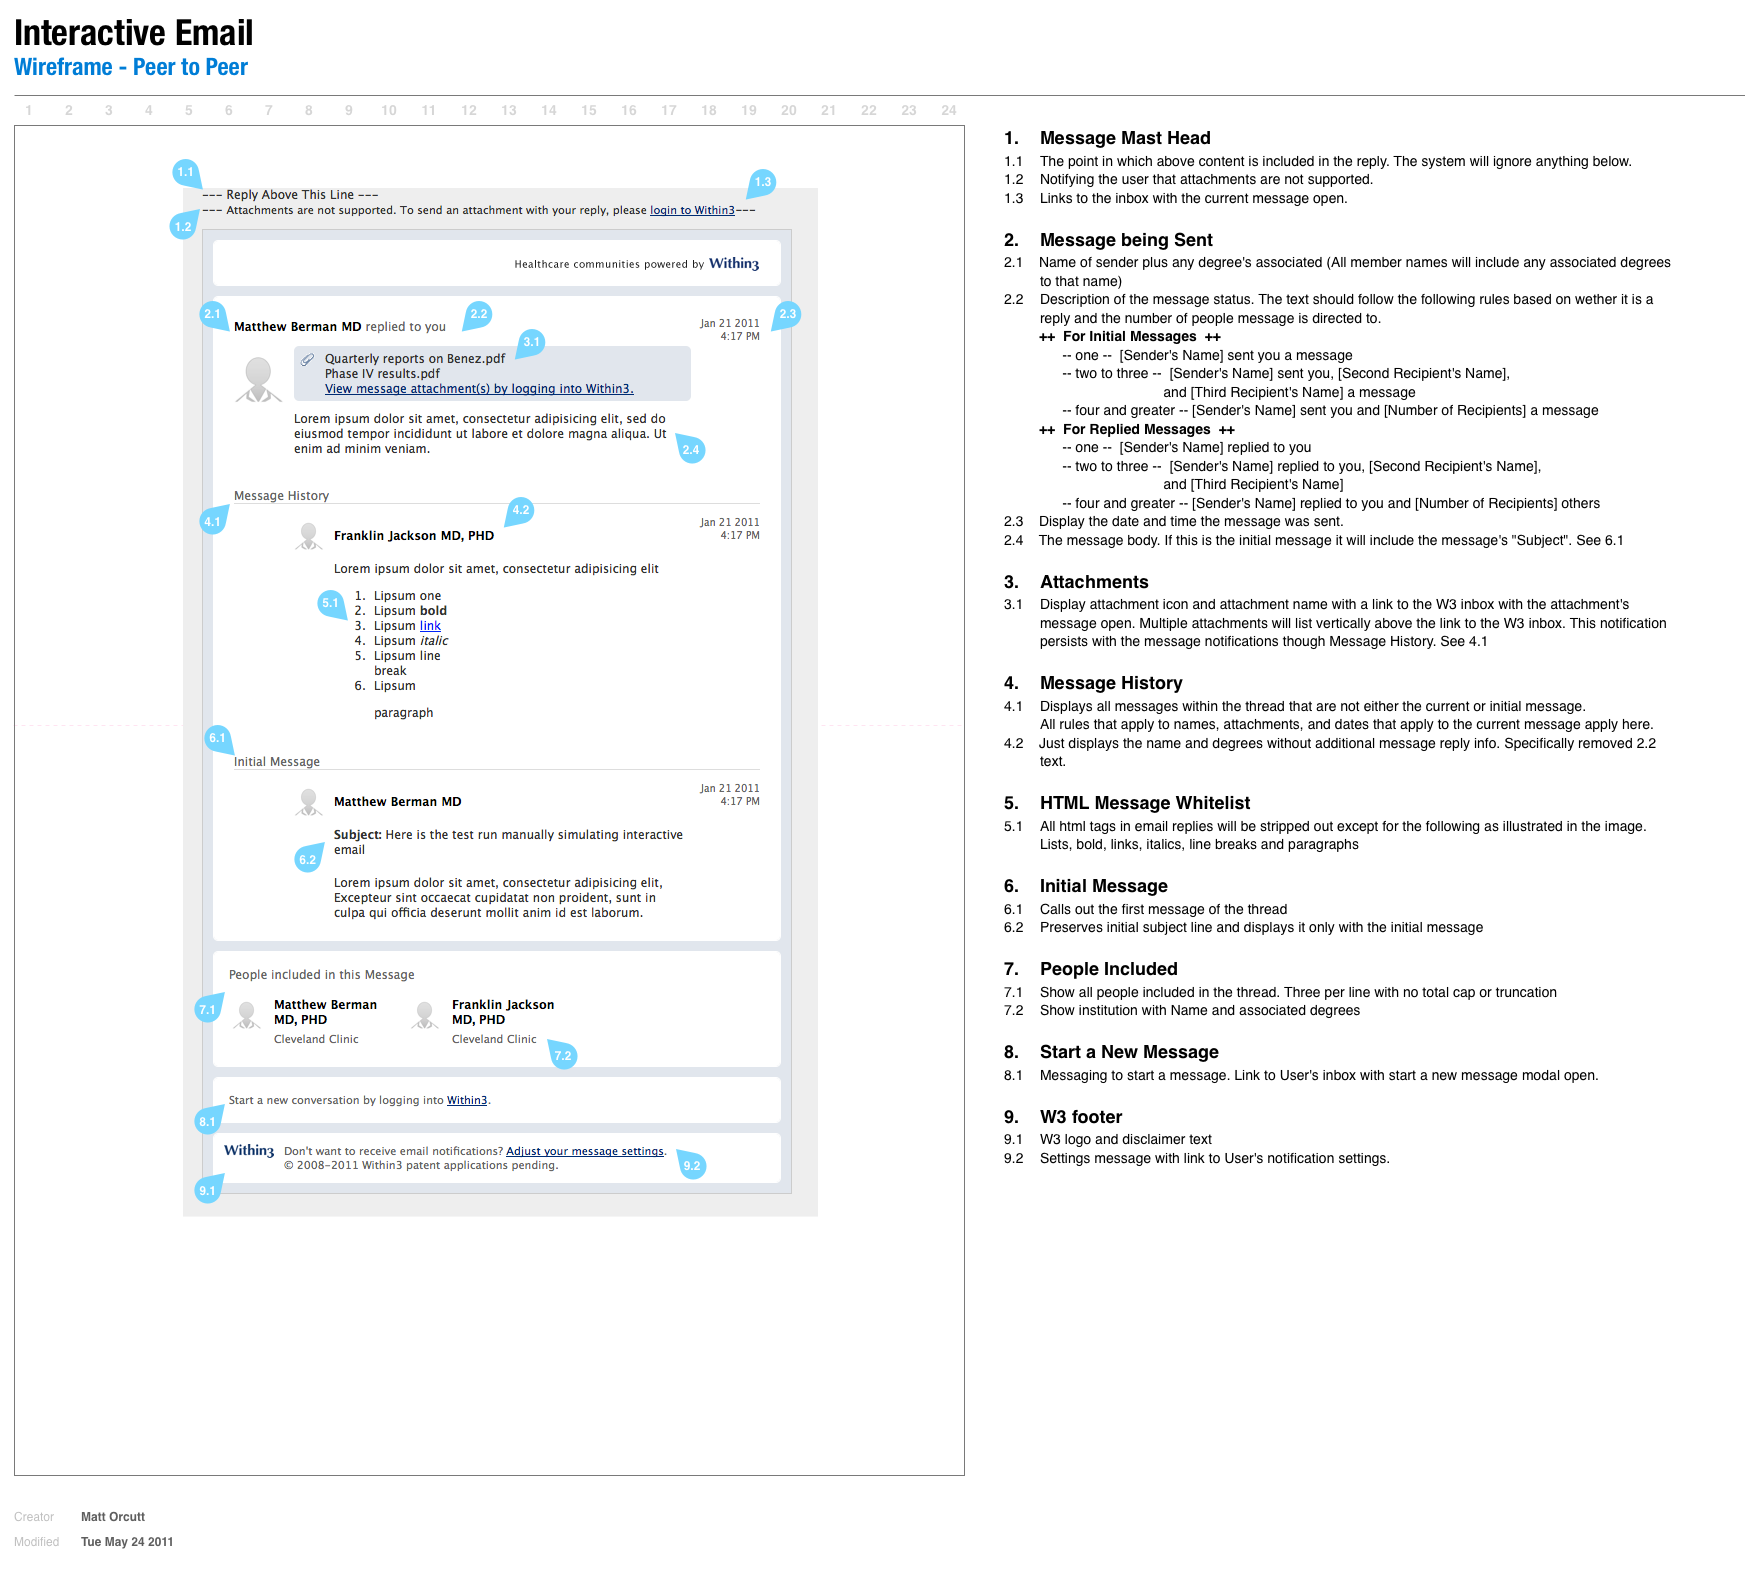 Interactive Email
Wireframe - Peer to Peer
1 2 3 4 5 6 7 8 9 10 11 12 13 14 15 16 17 18 19 20 21 22 23 24
1.1
--- Reply Above This Line ---
1.3
--- Attachments are not supported. To send an attachment with your reply, please login to Within3---
1.2
Healthcare communities powered by Within3
2.1
Matthew Berman MD replied to you
2.2
Jan 21 2011
4:17 PM
2.3
3.1
Quarterly reports on Benez.pdf
Phase IV results.pdf
View message attachment(s) by logging into Within3.
Lorem ipsum dolor sit amet, consectetur adipisicing elit, sed do
eiusmod tempor incididunt ut labore et dolore magna aliqua. Ut
enim ad minim veniam.
2.4
Message History
4.1
4.2
Franklin Jackson MD, PHD
Jan 21 2011
4:17 PM
Lorem ipsum dolor sit amet, consectetur adipisicing elit
5.1
1. Lipsum one
2. Lipsum bold
3. Lipsum link
4. Lipsum italic
5. Lipsum line
break
6. Lipsum
paragraph
6.1
Initial Message
Matthew Berman MD
Jan 21 2011
4:17 PM
Subject: Here is the test run manually simulating interactive
email
6.2
Lorem ipsum dolor sit amet, consectetur adipisicing elit,
Excepteur sint occaecat cupidatat non proident, sunt in
culpa qui officia deserunt mollit anim id est laborum.
People included in this Message
7.1
Matthew Berman
MD, PHD
Cleveland Clinic
Franklin Jackson
MD, PHD
Cleveland Clinic
7.2
Start a new conversation by logging into Within3.
8.1
Within3
Don't want to receive email notifications? Adjust your message settings.
© 2008-2011 Within3 patent applications pending.
9.2
9.1
1. Message Mast Head
1.1 The point in which above content is included in the reply. The system will ignore anything below.
1.2 Notifying the user that attachments are not supported.
1.3 Links to the inbox with the current message open.
2. Message being Sent
2.1 Name of sender plus any degree's associated (All member names will include any associated degrees
to that name)
2.2 Description of the message status. The text should follow the following rules based on wether it is a
reply and the number of people message is directed to.
++ For Initial Messages ++
-- one -- [Sender's Name] sent you a message
-- two to three -- [Sender's Name] sent you, [Second Recipient's Name],
and [Third Recipient's Name] a message
-- four and greater -- [Sender's Name] sent you and [Number of Recipients] a message
++ For Replied Messages ++
-- one -- [Sender's Name] replied to you
-- two to three -- [Sender's Name] replied to you, [Second Recipient's Name],
and [Third Recipient's Name]
-- four and greater -- [Sender's Name] replied to you and [Number of Recipients] others
2.3 Display the date and time the message was sent.
2.4 The message body. If this is the initial message it will include the message's "Subject". See 6.1
3. Attachments
3.1 Display attachment icon and attachment name with a link to the W3 inbox with the attachment's
message open. Multiple attachments will list vertically above the link to the W3 inbox. This notification
persists with the message notifications though Message History. See 4.1
4. Message History
4.1 Displays all messages within the thread that are not either the current or initial message.
All rules that apply to names, attachments, and dates that apply to the current message apply here.
4.2 Just displays the name and degrees without additional message reply info. Specifically removed 2.2
text.
5. HTML Message Whitelist
5.1 All html tags in email replies will be stripped out except for the following as illustrated in the image.
Lists, bold, links, italics, line breaks and paragraphs
6. Initial Message
6.1 Calls out the first message of the thread
6.2 Preserves initial subject line and displays it only with the initial message
7. People Included
7.1 Show all people included in the thread. Three per line with no total cap or truncation
7.2 Show institution with Name and associated degrees
8. Start a New Message
8.1 Messaging to start a message. Link to User's inbox with start a new message modal open.
9. W3 footer
9.1 W3 logo and disclaimer text
9.2 Settings message with link to User's notification settings.
Creator Matt Orcutt
Modified Tue May 24 2011